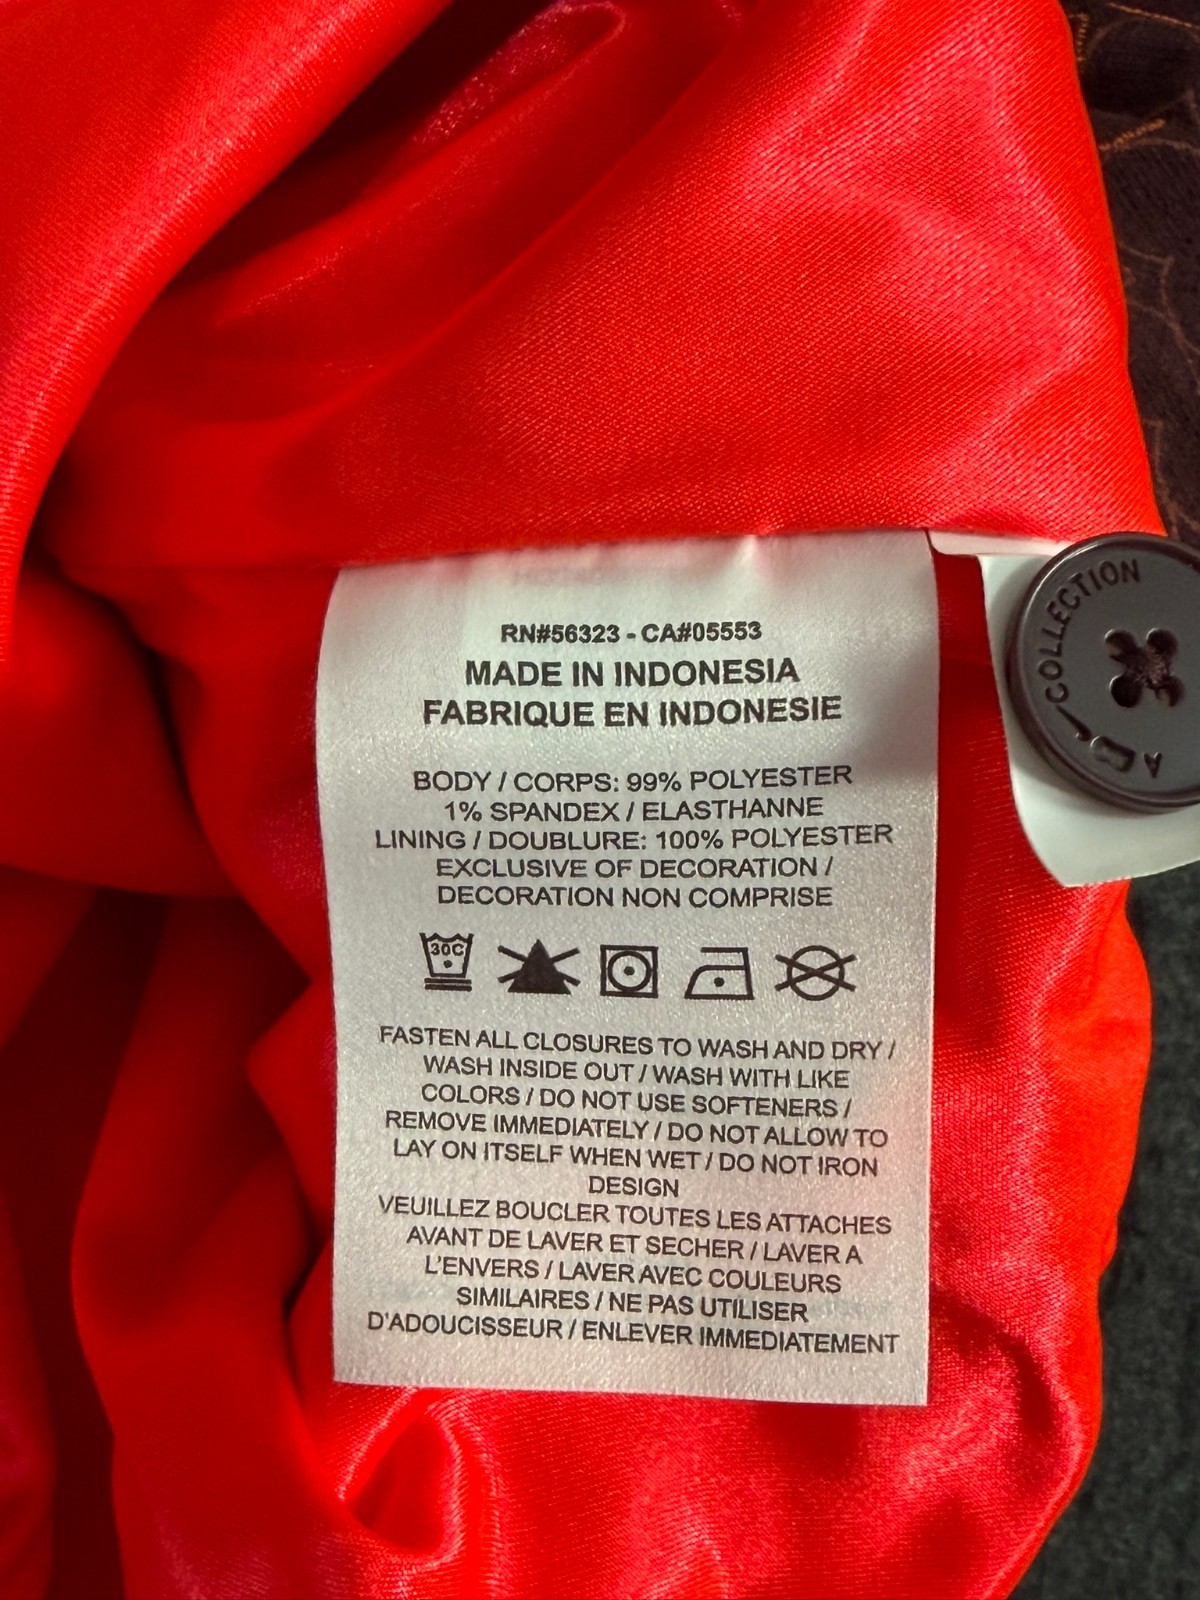 RN#56323 - CA#05553
MADE IN INDONESIA
FABRIQUE EN INDONESIE
BODY / CORPS: 99% POLYESTER
1% SPANDEX / ELASTHANNE
LINING / DOUBLURE: 100% POLYESTER
EXCLUSIVE OF DECORATION /
DECORATION NON COMPRISE
30C
FASTEN ALL CLOSURES TO WASH AND DRY /
WASH INSIDE OUT / WASH WITH LIKE
COLORS / DO NOT USE SOFTENERS /
REMOVE IMMEDIATELY / DO NOT ALLOW TO
LAY ON ITSELF WHEN WET / DO NOT IRON
DESIGN
VEUILLEZ BOUCLER TOUTES LES ATTACHES
AVANT DE LAVER ET SECHER / LAVER A
L'ENVERS / LAVER AVEC COULEURS
SIMILAIRES / NE PAS UTILISER
D'ADOUCISSEUR / ENLEVER IMMEDIATEMENT
COLLECTION